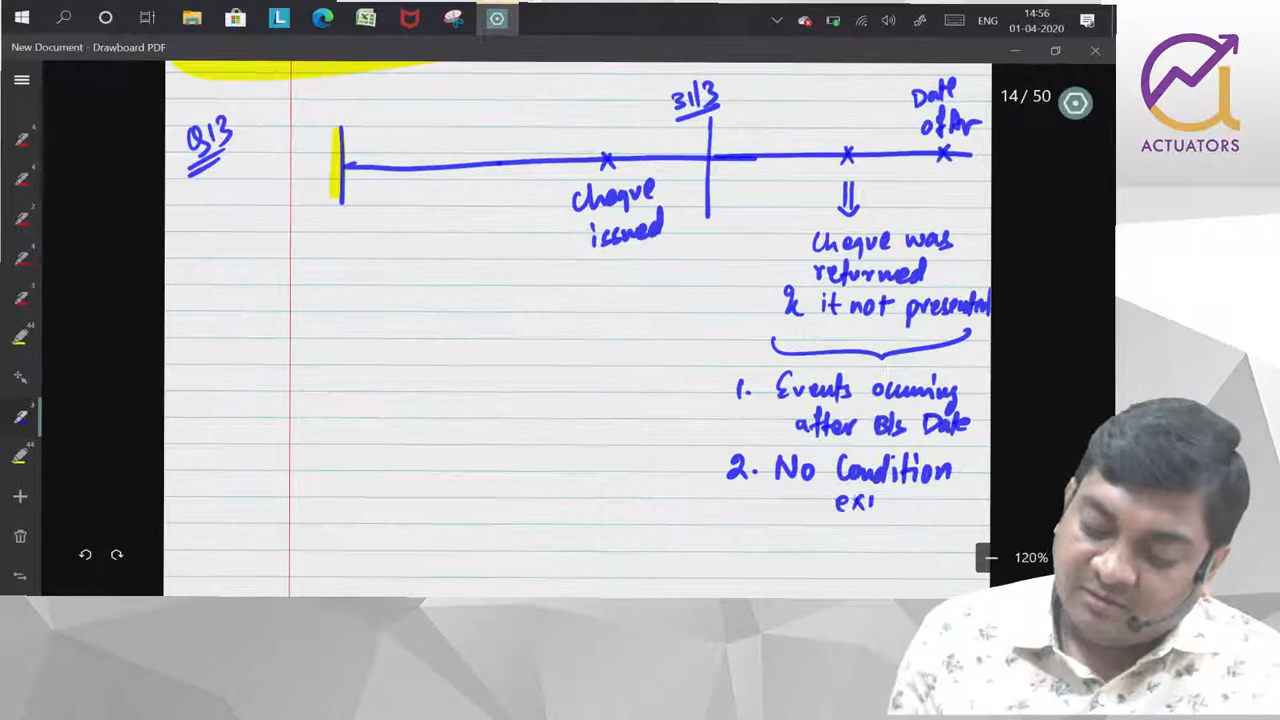 14:56
ENG
01-04-2020
New Document - Drawboard PDF
14 / 50
ACTUATORS
Q13
31/3
Date
of Ar
cheque
issued
cheque was
returned
& it not presented
1. Events occurring
after B/s Date
2. No Condition
exi
120%